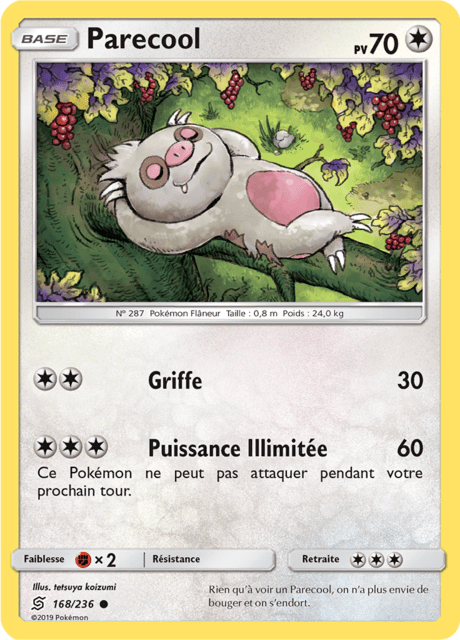 BASE Parecool PV70
N° 287 Pokémon Flâneur Taille : 0,8 m Poids : 24,0 kg
Griffe 30
Puissance Illimitée 60
Ce Pokémon ne peut pas attaquer pendant votre
prochain tour.
Faiblesse ×2 Résistance Retraite
Illus. tetsuya koizumi
168/236
©2019 Pokémon
Rien qu'à voir un Parecool, on n'a plus envie de
bouger et on s'endort.